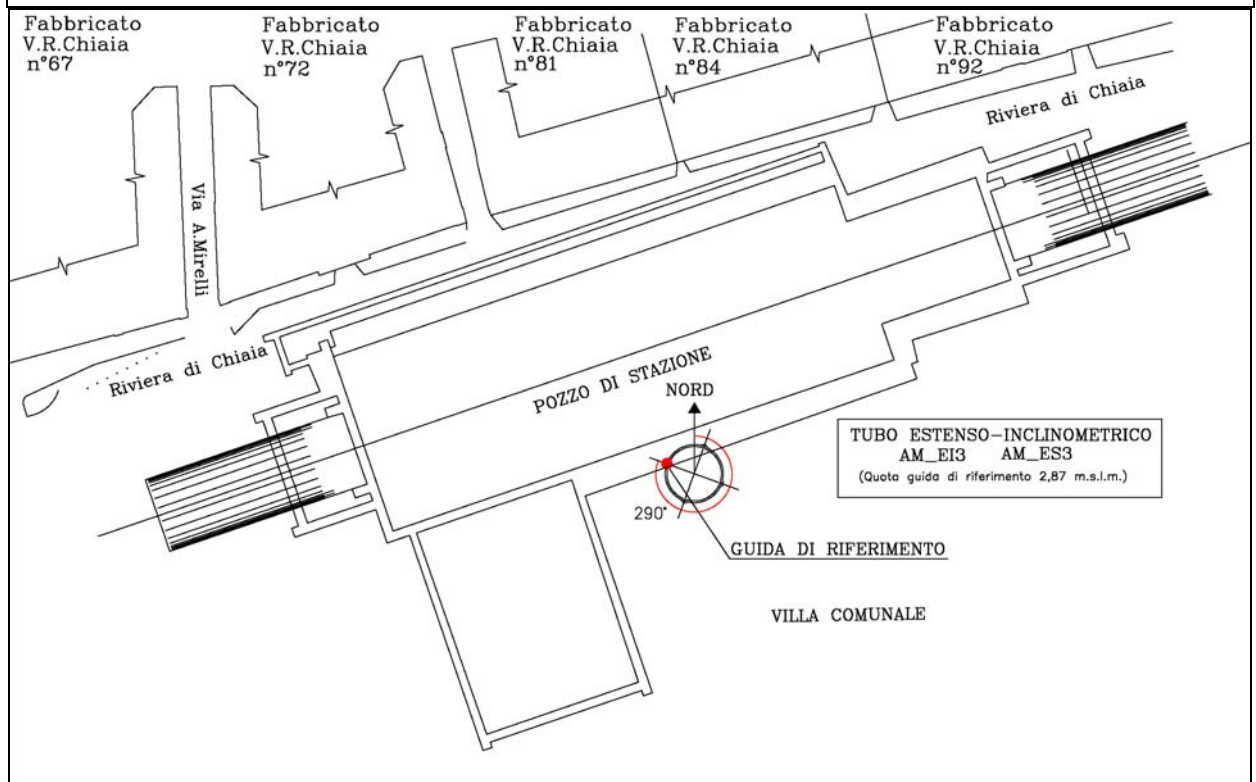 Fabbricato
V.R.Chiaia
n°67
Fabbricato
V.R.Chiaia
n°72
Fabbricato
V.R.Chiaia
n°81
Fabbricato
V.R.Chiaia
n°84
Fabbricato
V.R.Chiaia
n°92
Riviera di Chiaia
Via A.Mirelli
Riviera di Chiaia
POZZO DI STAZIONE
NORD
TUBO ESTENSO-INCLINOMETRICO
AM_EI3 AM_ES3
(Quota guida di riferimento 2,87 m.s.l.m.)
290°
GUIDA DI RIFERIMENTO
VILLA COMUNALE